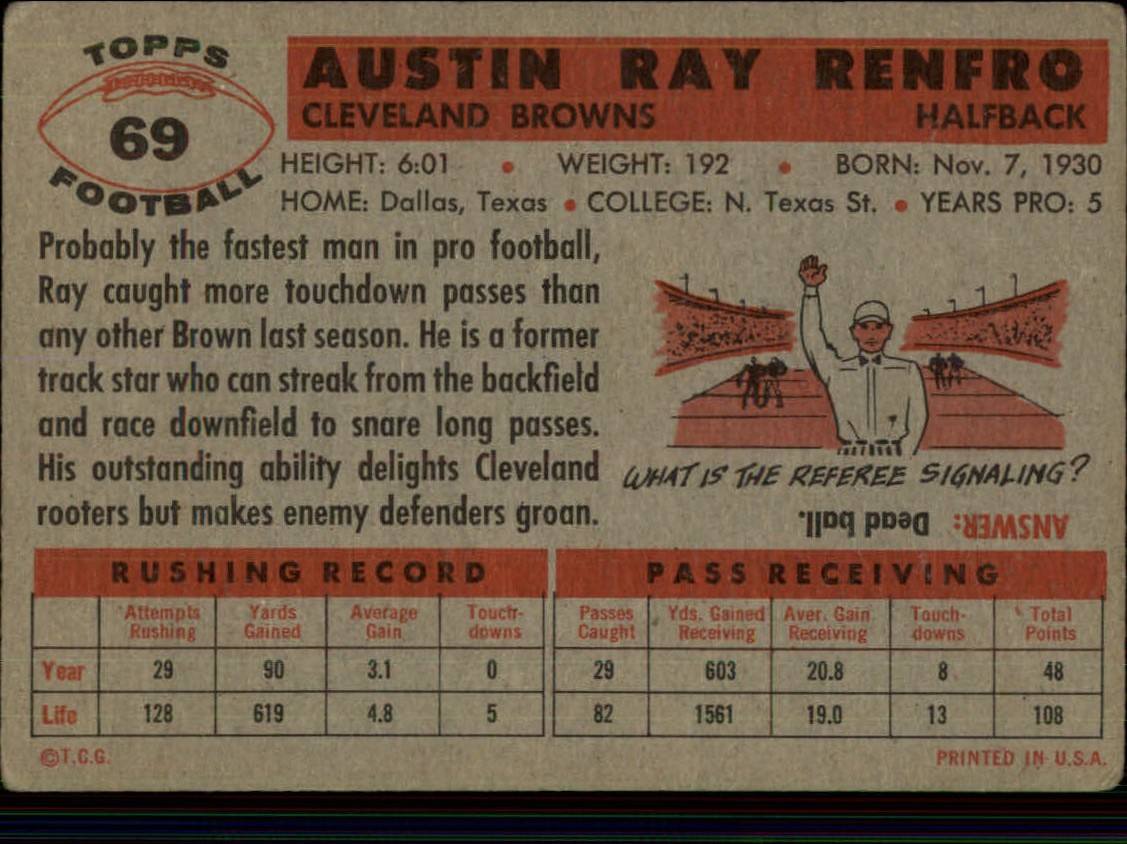 TOPPS
69
FOOTBALL
AUSTIN RAY RENFRO
CLEVELAND BROWNS HALFBACK
HEIGHT: 6:01 • WEIGHT: 192 • BORN: Nov. 7, 1930
HOME: Dallas, Texas • COLLEGE: N. Texas St. • YEARS PRO: 5
Probably the fastest man in pro football,
Ray caught more touchdown passes than
any other Brown last season. He is a former
track star who can streak from the backfield
and race downfield to snare long passes.
His outstanding ability delights Cleveland
rooters but makes enemy defenders groan.
WHAT IS THE REFEREE SIGNALING?
ANSWER: Dead ball.
RUSHING RECORD
Attempts Rushing Yards Gained Average Gain Touch-downs
Year 29 90 3.1 0
Life 128 619 4.8 5
PASS RECEIVING
Passes Caught Yds. Gained Receiving Aver. Gain Receiving Touch-downs Total Points
29 603 20.8 8 48
82 1561 19.0 13 108
©T.C.G. PRINTED IN U.S.A.